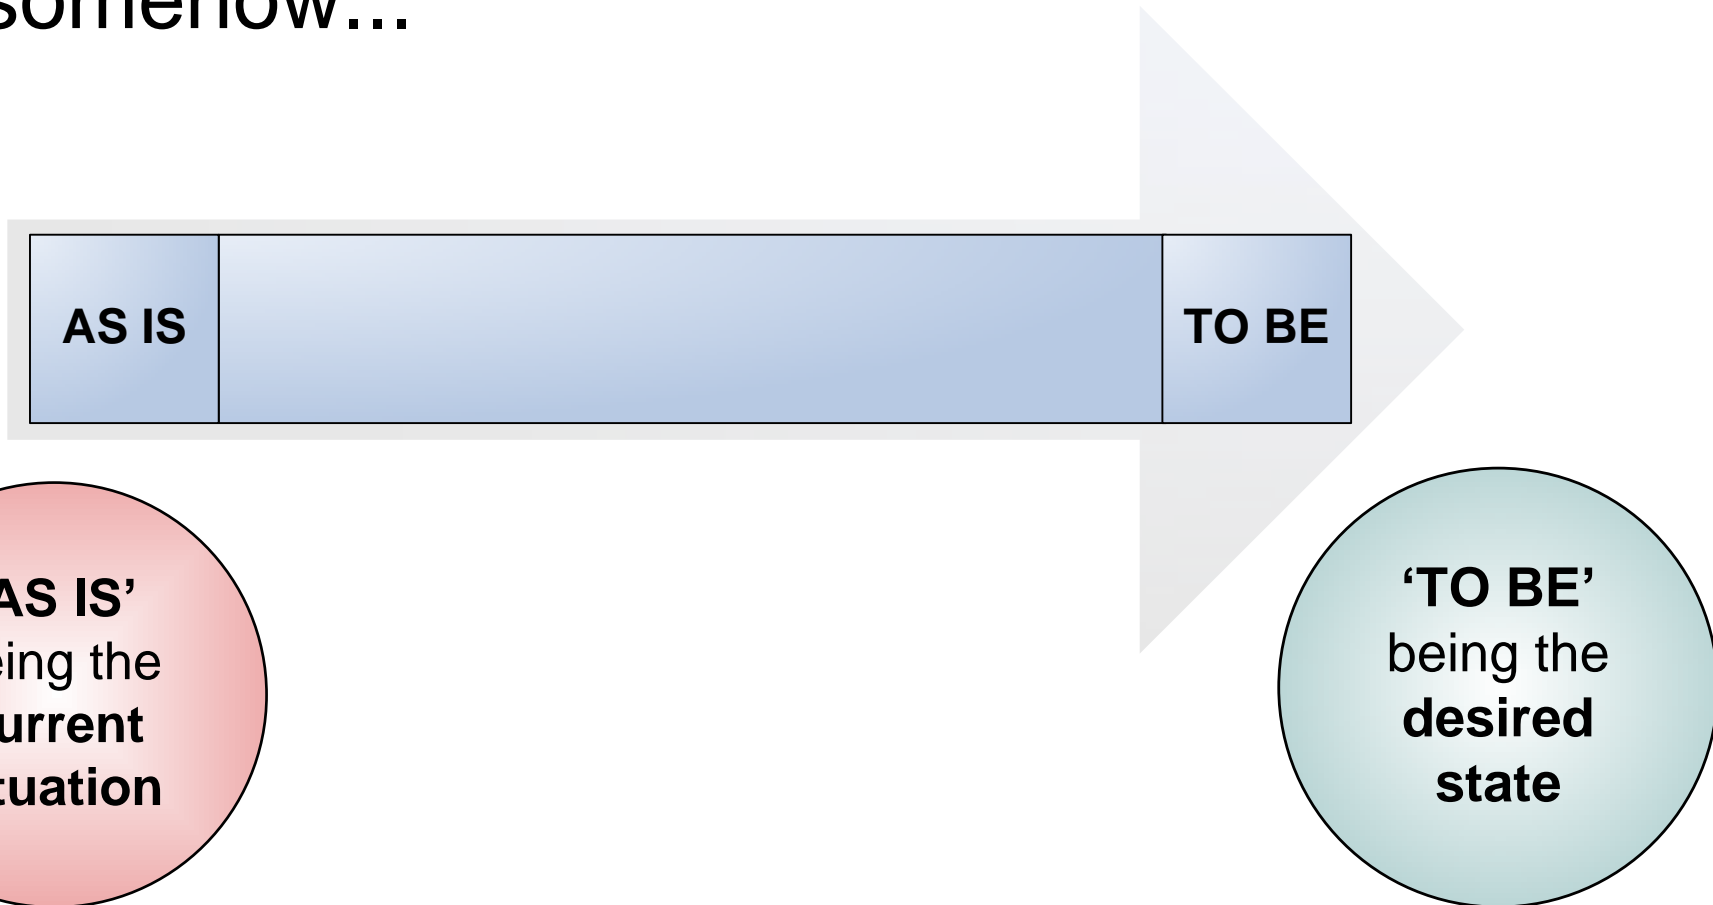 somehow...
AS IS
TO BE
AS IS’
eing the
urrent
tuation
‘TO BE’
being the
desired
state